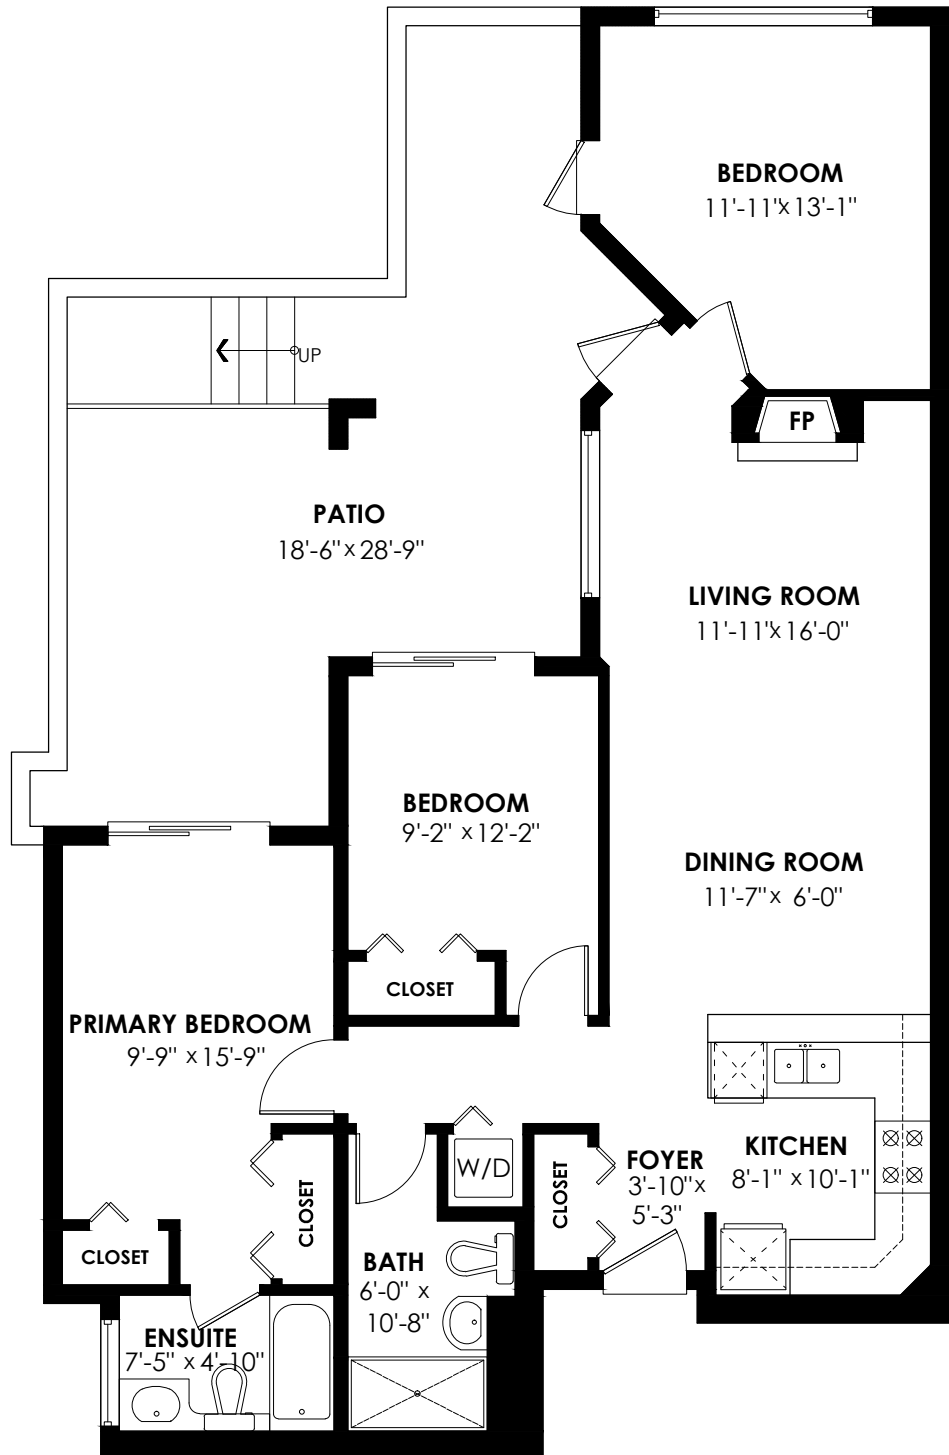 BEDROOM
11'-11"x 13'-1"
UP
FP
PATIO
18'-6" x 28'-9"
LIVING ROOM
11'-11"x 16'-0"
BEDROOM
9'-2" x 12'-2"
DINING ROOM
11'-7" x 6'-0"
CLOSET
PRIMARY BEDROOM
9'-9" x 15'-9"
W/D
FOYER
3'-10" x
5'-3"
KITCHEN
8'-1" x 10'-1"
CLOSET
CLOSET
CLOSET
BATH
6'-0" x
10'-8"
ENSUITE
7'-5" x 4'-10"